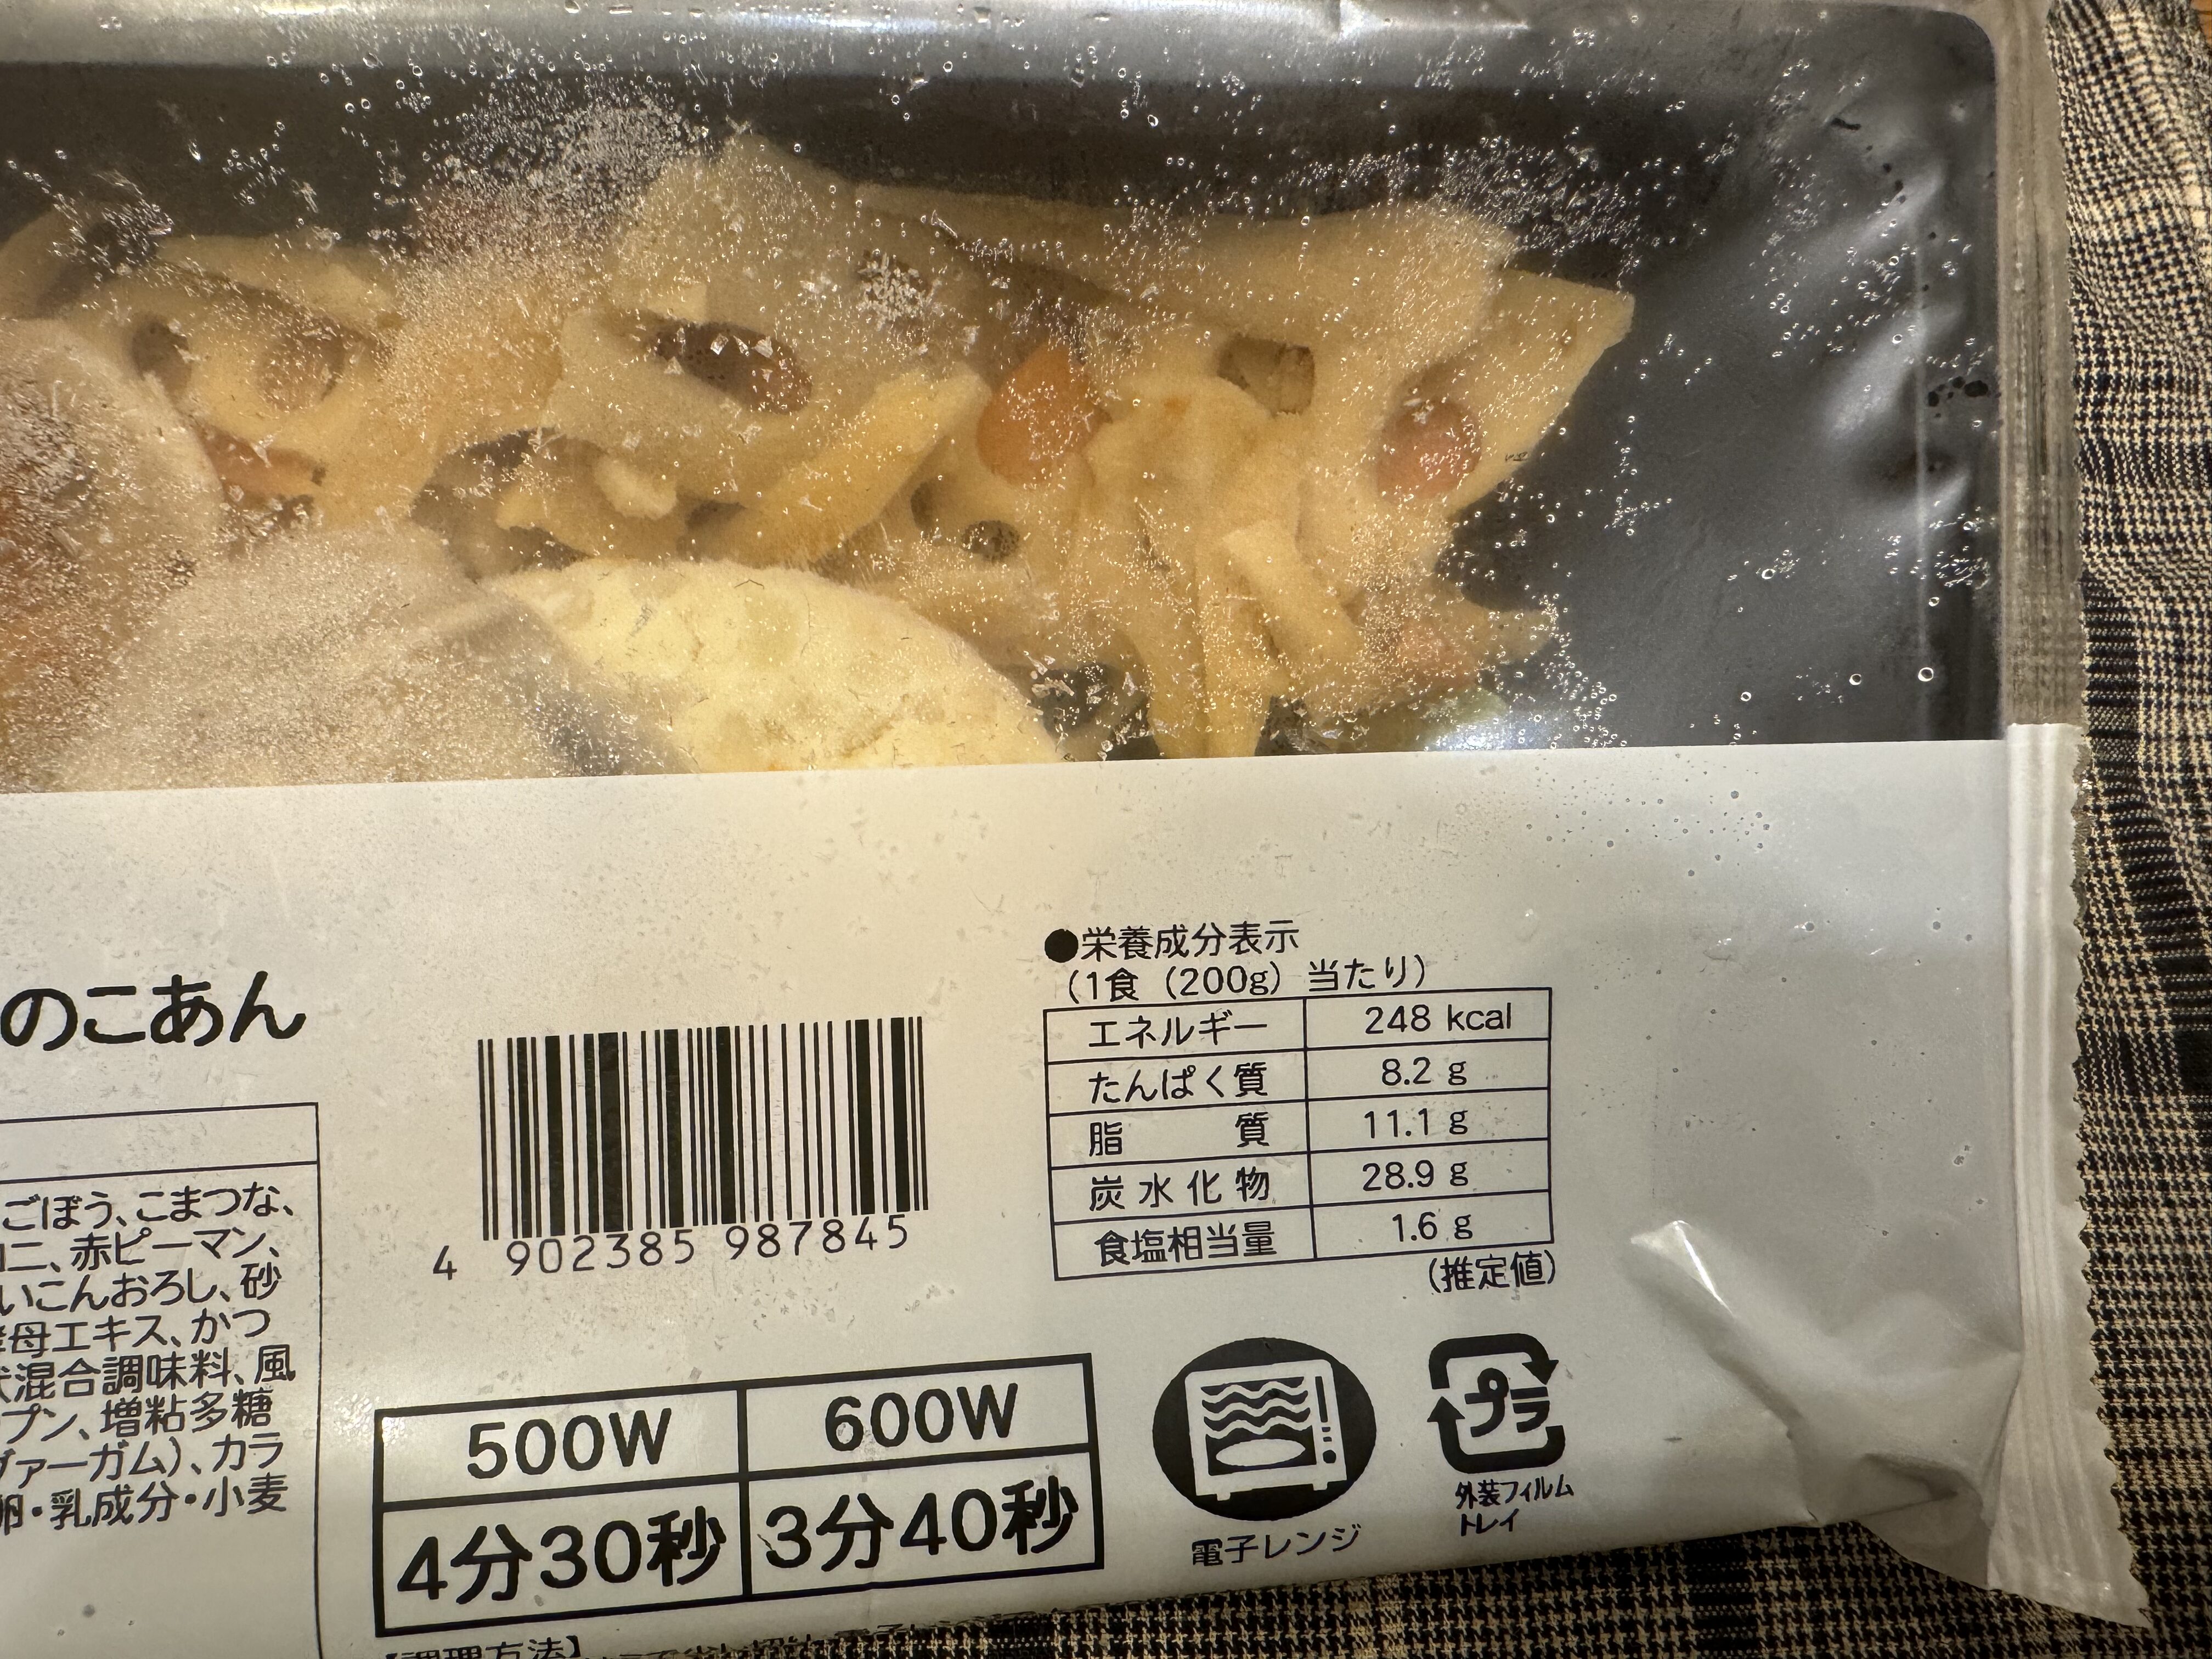 のこあん
ごぼう、こまつな、
ニ、赤ピーマン、
いこんおろし、砂
母エキス、かつ
混合調味料、風
プン、増粘多糖
ァーガム)、カラ
卵・乳成分・小麦
4 902385 987845
●栄養成分表示
(1食(200g)当たり)
エネルギー 248 kcal
たんぱく質 8.2 g
脂質 11.1 g
炭水化物 28.9 g
食塩相当量 1.6 g
(推定値)
500W 600W
4分30秒 3分40秒
電子レンジ
プラ
外装フィルム
トレイ
【調理方法】